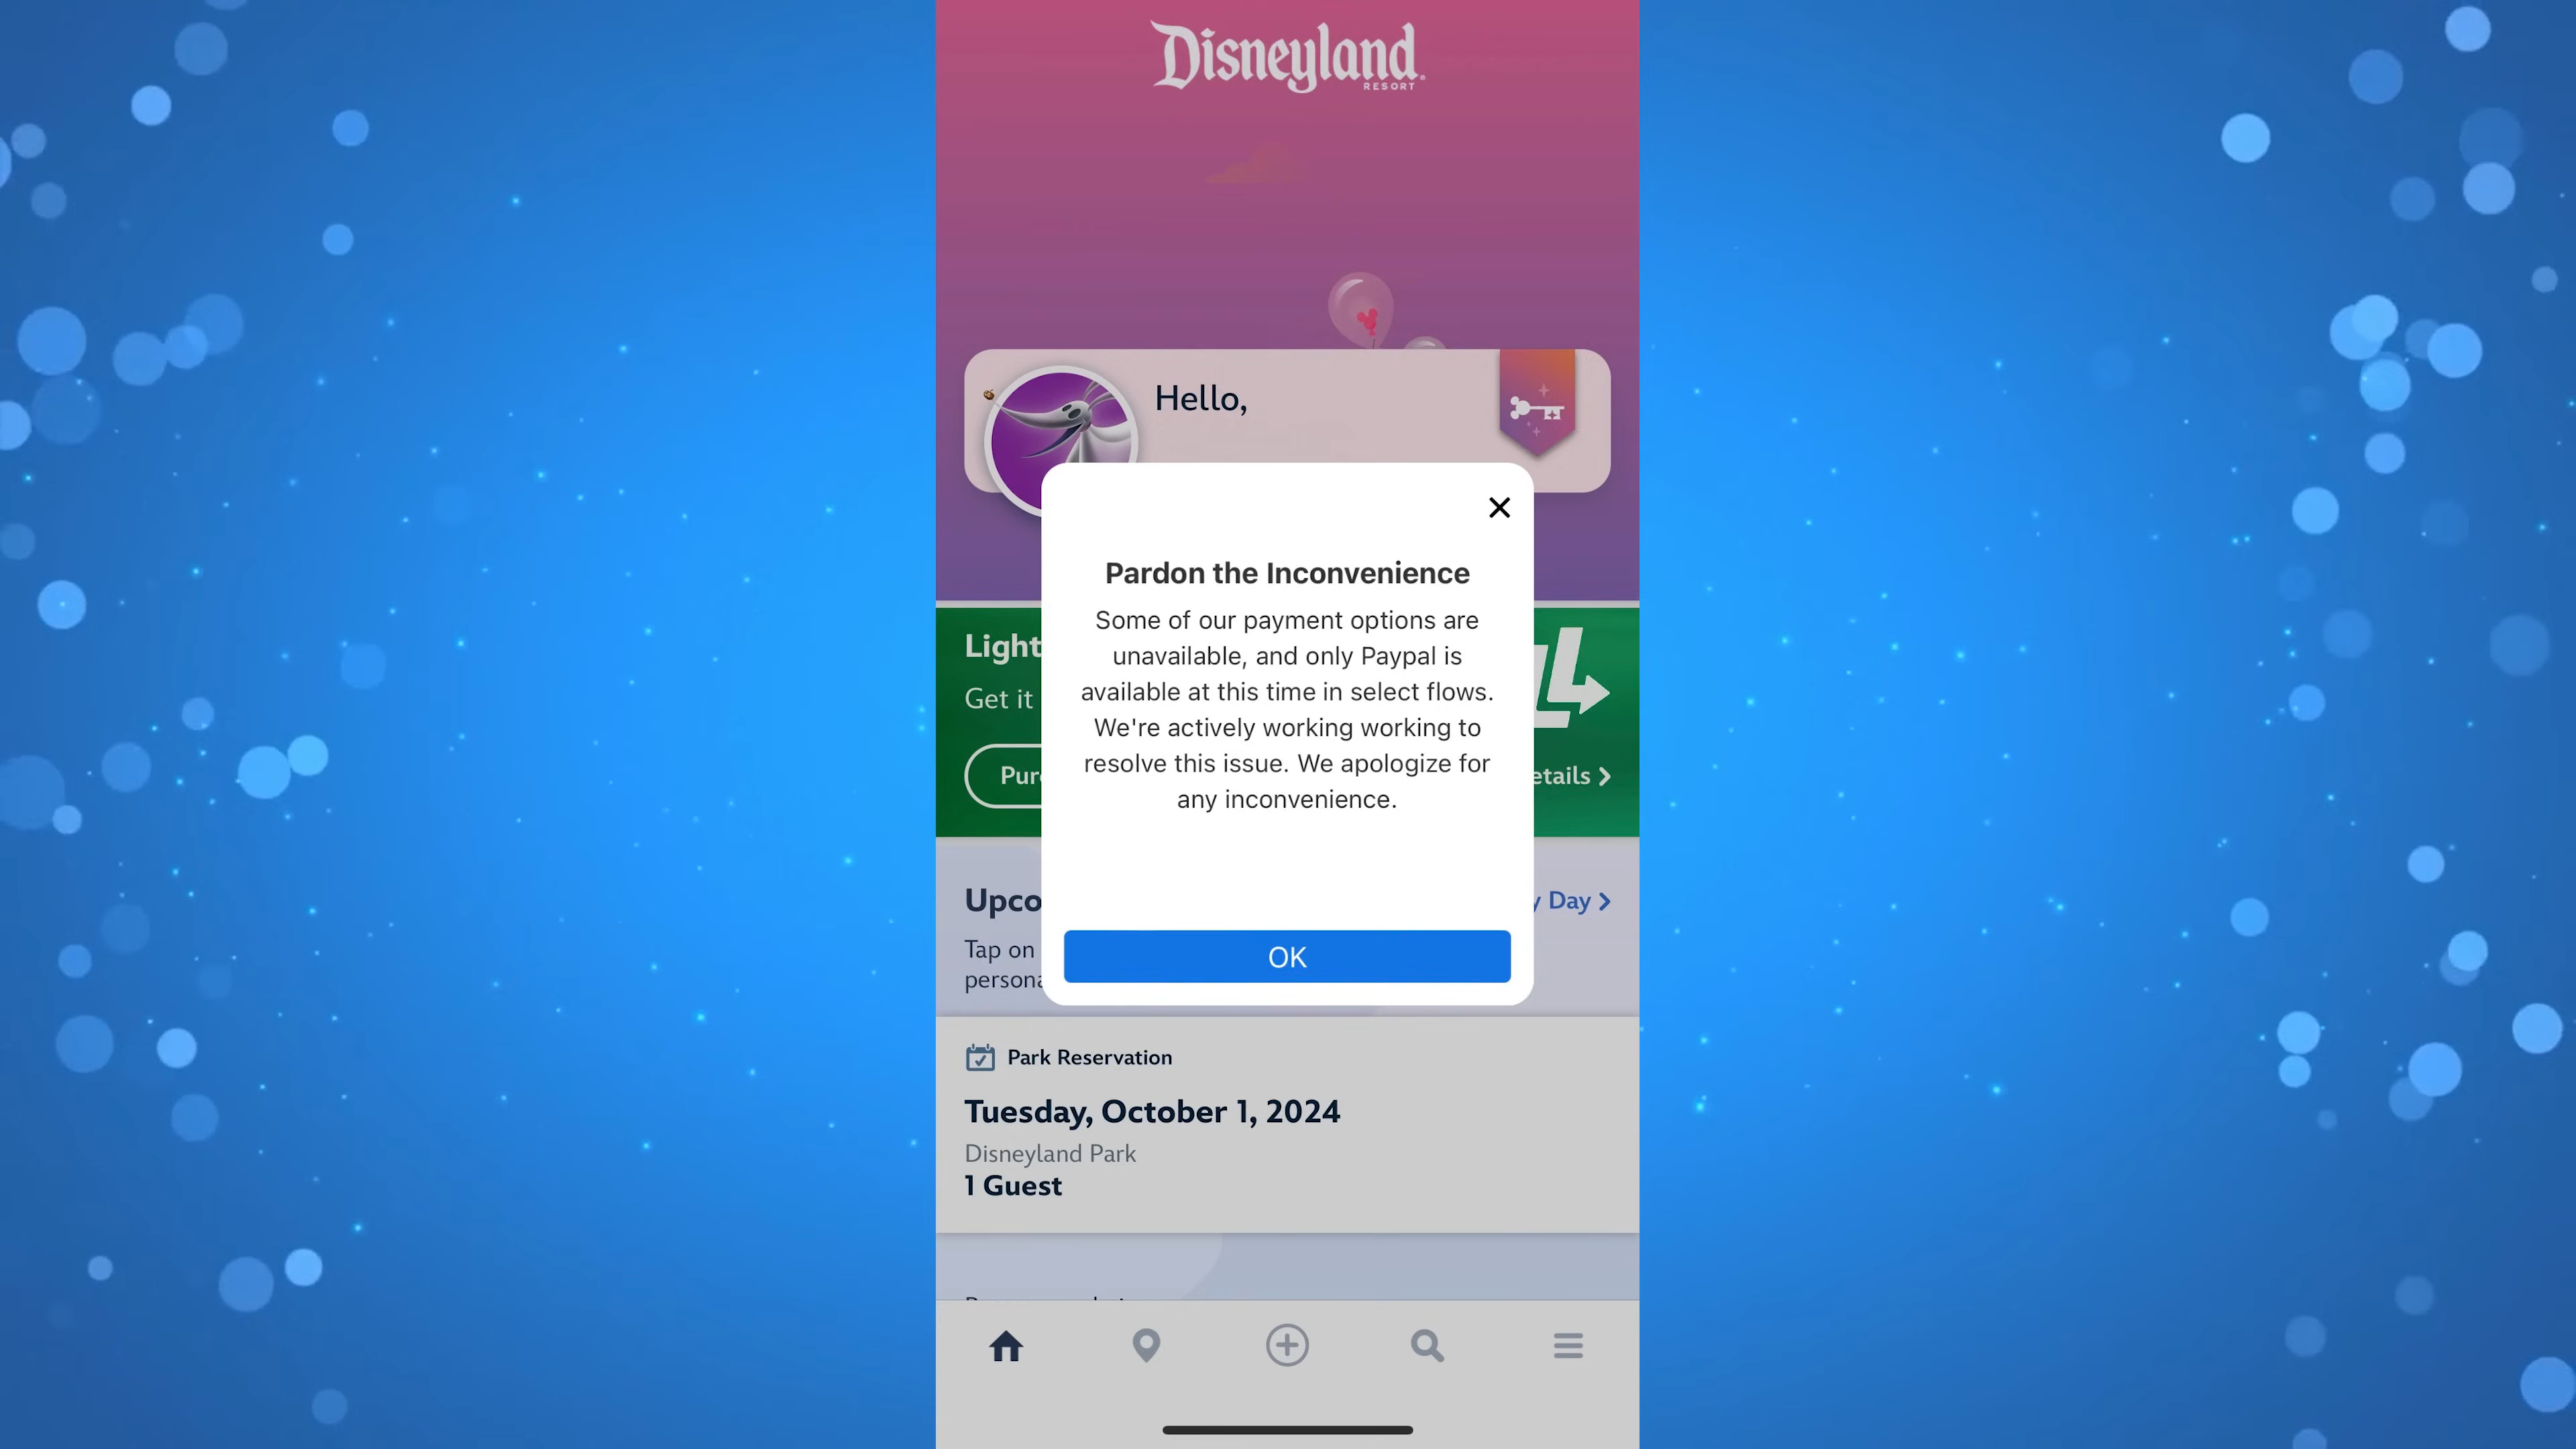 Disneyland
RESORT
Hello,
Pardon the Inconvenience
Some of our payment options are
unavailable, and only Paypal is
available at this time in select flows.
We're actively working working to
resolve this issue. We apologize for
any inconvenience.
OK
Light
Get it
Pur
etails
Upco
y Day
Tap on
persona
Park Reservation
Tuesday, October 1, 2024
Disneyland Park
1 Guest